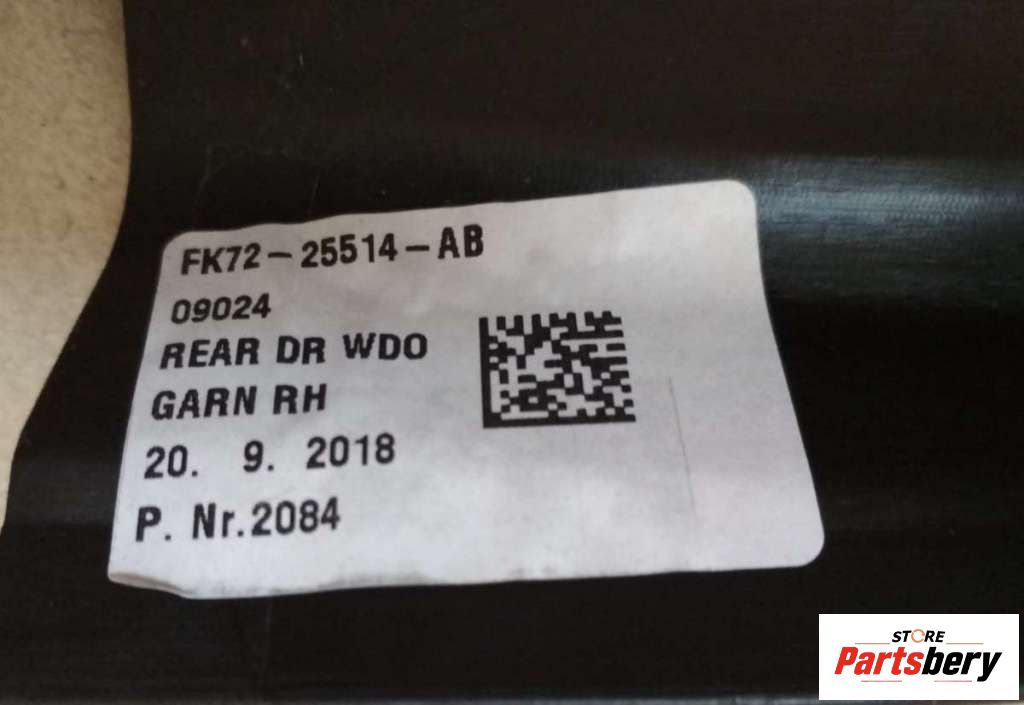 FK72-25514-AB
09024
REAR DR WDO
GARN RH
20. 9. 2018
P. Nr.2084
STORE
Partsbery